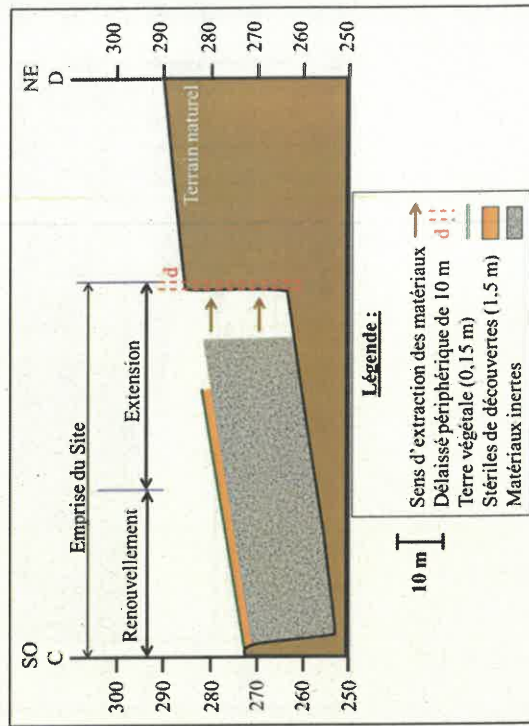 SO
NE
C
D
Emprise du Site
Renouvellement
Extension
d
Terrain naturel
300
290
280
270
260
250
300
290
280
270
260
250
10 m
Légende :
Sens d'extraction des matériaux
Délaissé périphérique de 10 m
d
Terre végétale (0,15 m)
Stériles de découvertes (1,5 m)
Matériaux inertes